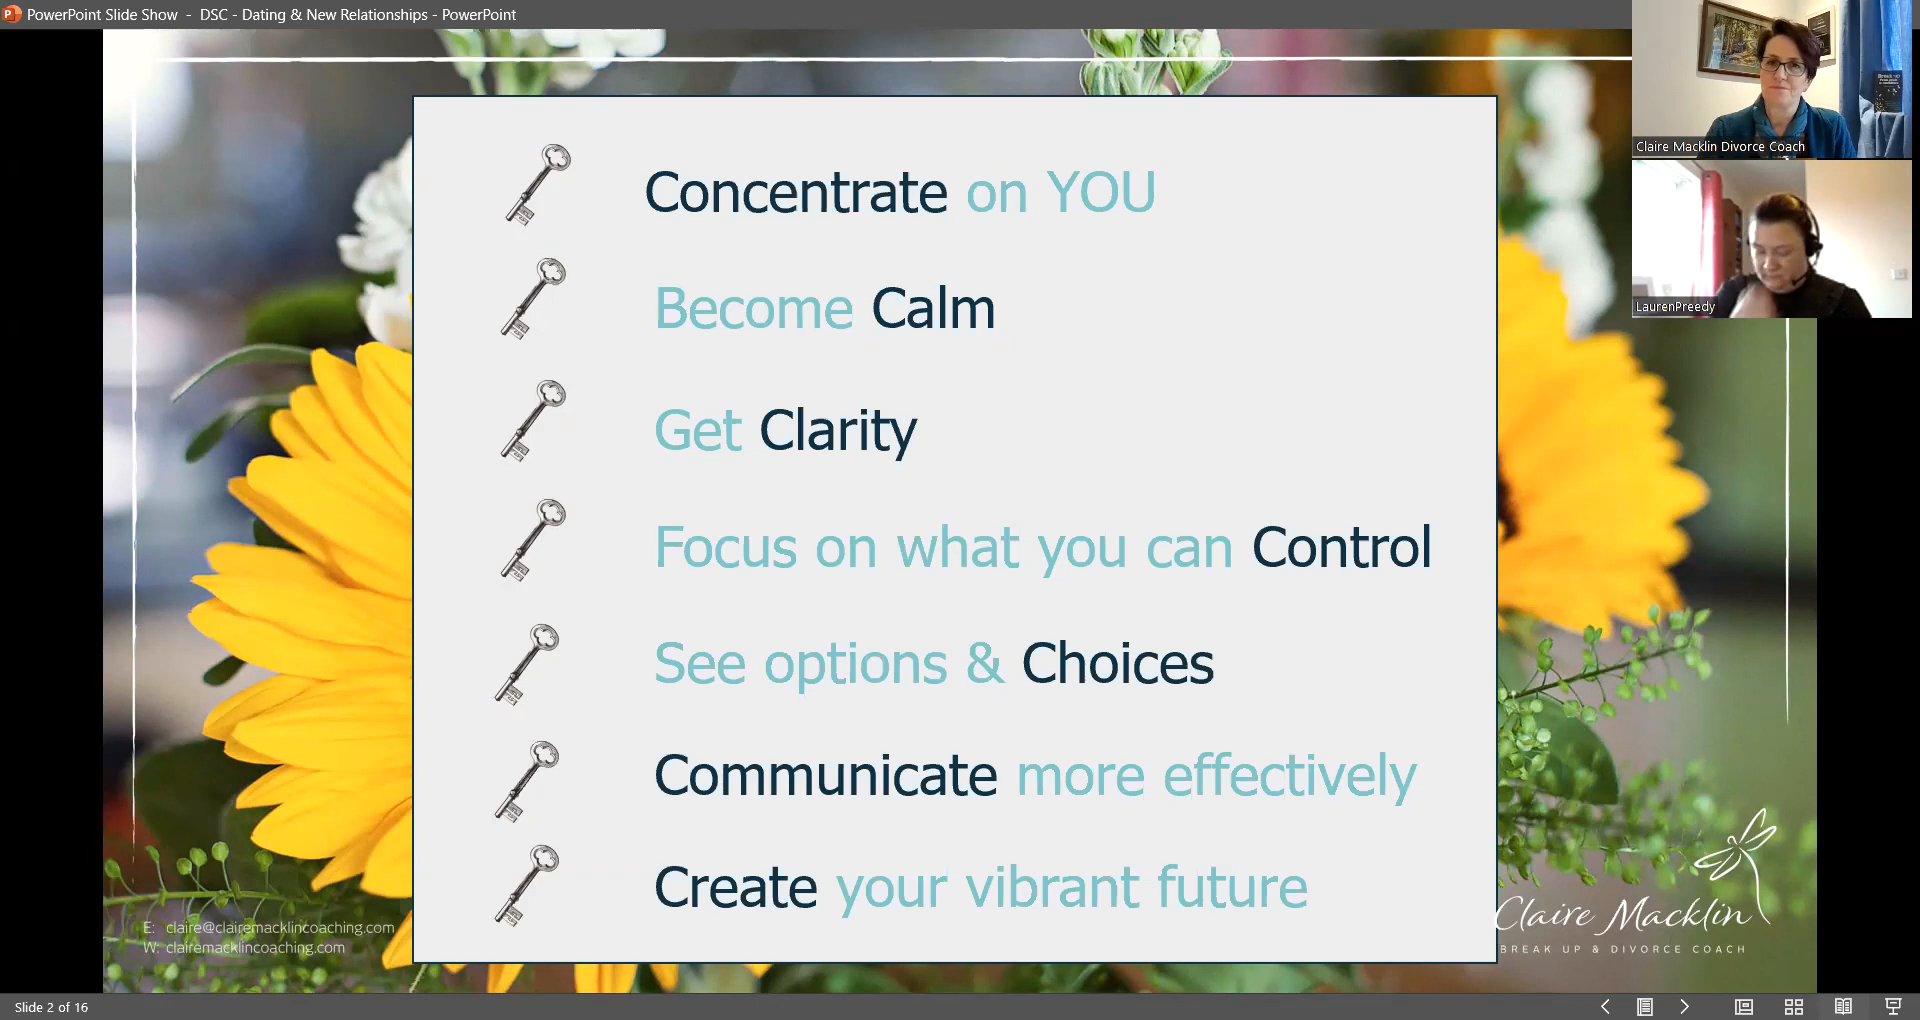 PowerPoint Slide Show - DSC - Dating & New Relationships - PowerPoint
Claire Macklin Divorce Coach
LaurenPreedy
Concentrate on YOU
Become Calm
Get Clarity
Focus on what you can Control
See options & Choices
Communicate more effectively
Create your vibrant future
E: claire@clairemacklincoaching.com
W: clairemacklincoaching.com
Claire Macklin
BREAK UP & DIVORCE COACH
Slide 2 of 16